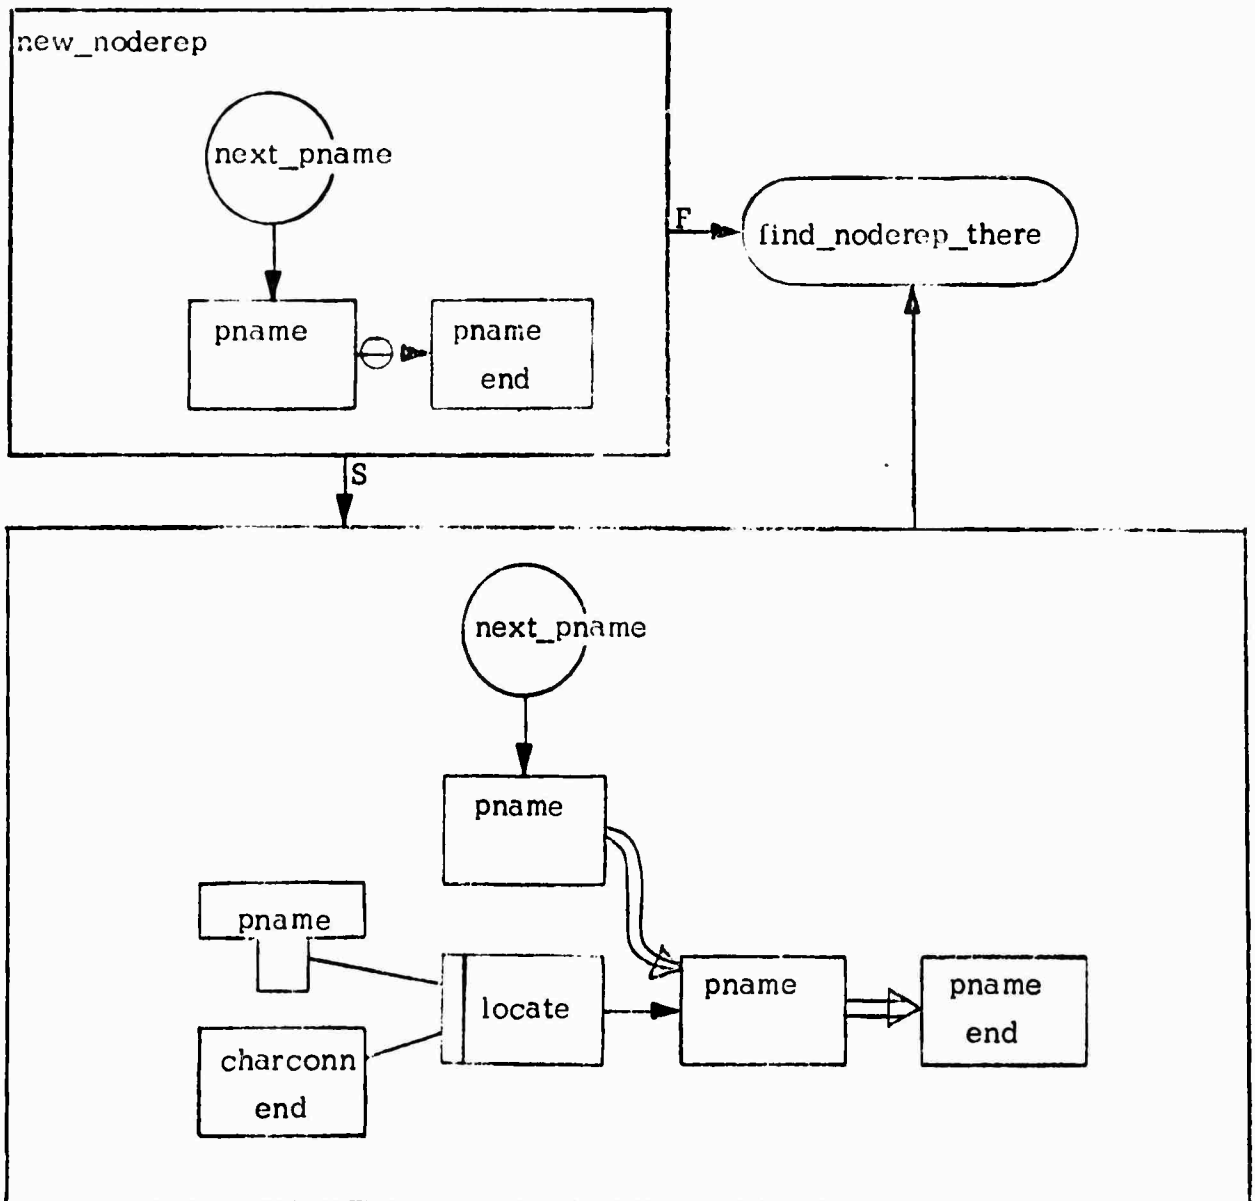 new_noderep
next_pname
F
find_noderep_there
pname
pname
end
S
next_pname
pname
pname
locate
pname
pname
end
charconn
end